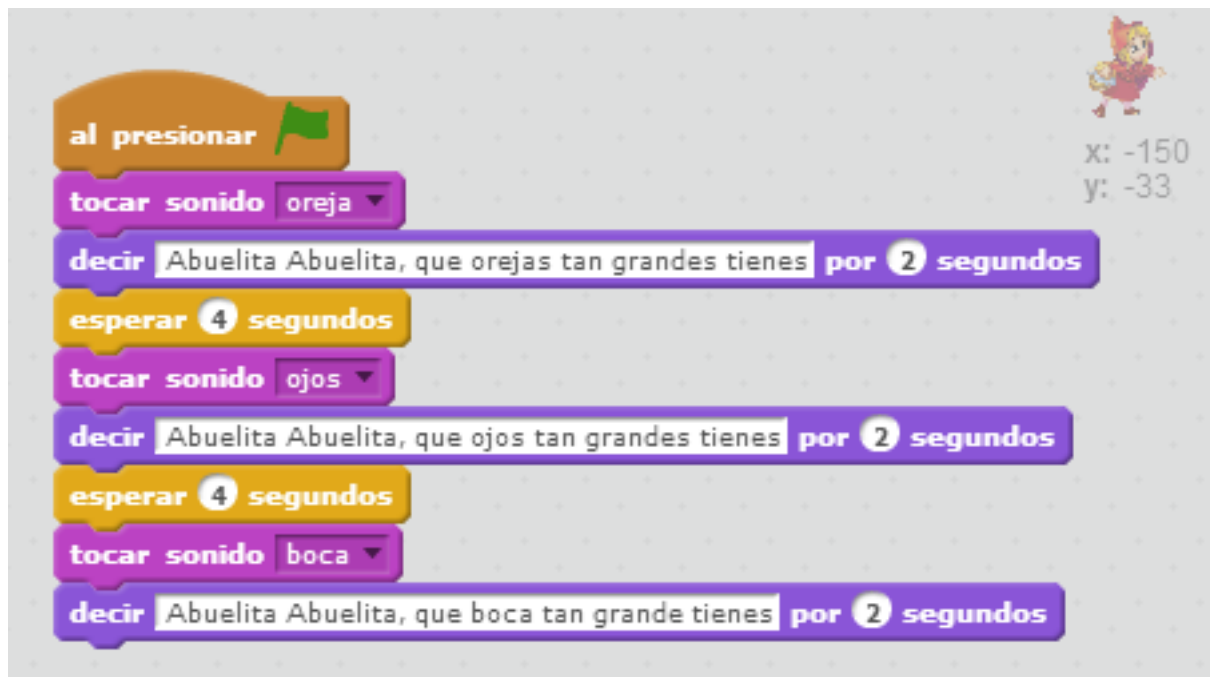 al presionar
x: -150
y: -33
tocar sonido oreja
decir Abuelita Abuelita, que orejas tan grandes tienes por 2 segundos
esperar 4 segundos
tocar sonido ojos
decir Abuelita Abuelita, que ojos tan grandes tienes por 2 segundos
esperar 4 segundos
tocar sonido boca
decir Abuelita Abuelita, que boca tan grande tienes por 2 segundos